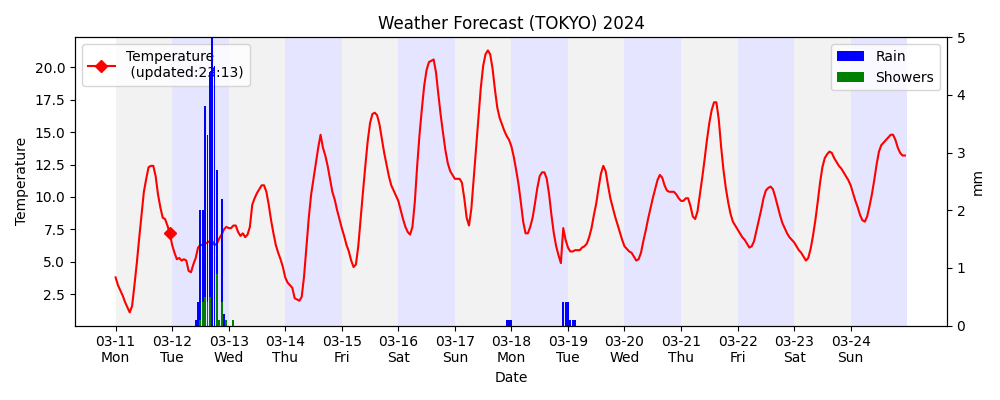 Weather Forecast (TOKYO) 2024
Temperature
Rain
Showers
Temperature
20.0
17.5
15.0
12.5
10.0
7.5
5.0
2.5
5
4
3
2
1
0
mm
03-11 03-12 03-13 03-14 03-15 03-16 03-17 03-18 03-19 03-20 03-21 03-22 03-23 03-24
Mon Tue Wed Thu Fri Sat Sun Mon Tue Wed Thu Fri Sat Sun
Date